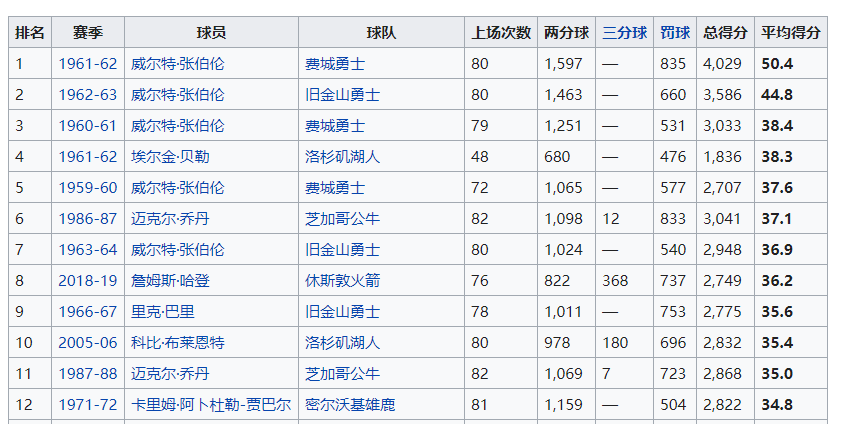 排名 赛季 球员 球队 上场次数 两分球 三分球 罚球 总得分 平均得分
1 1961-62 威尔特·张伯伦 费城勇士 80 1,597 — 835 4,029 50.4
2 1962-63 威尔特·张伯伦 旧金山勇士 80 1,463 — 660 3,586 44.8
3 1960-61 威尔特·张伯伦 费城勇士 79 1,251 — 531 3,033 38.4
4 1961-62 埃尔金·贝勒 洛杉矶湖人 48 680 — 476 1,836 38.3
5 1959-60 威尔特·张伯伦 费城勇士 72 1,065 — 577 2,707 37.6
6 1986-87 迈克尔·乔丹 芝加哥公牛 82 1,098 12 833 3,041 37.1
7 1963-64 威尔特·张伯伦 旧金山勇士 80 1,024 — 540 2,948 36.9
8 2018-19 詹姆斯·哈登 休斯敦火箭 76 822 368 737 2,749 36.2
9 1966-67 里克·巴里 旧金山勇士 78 1,011 — 753 2,775 35.6
10 2005-06 科比·布莱恩特 洛杉矶湖人 80 978 180 696 2,832 35.4
11 1987-88 迈克尔·乔丹 芝加哥公牛 82 1,069 7 723 2,868 35.0
12 1971-72 卡里姆·阿卜杜勒-贾巴尔 密尔沃基雄鹿 81 1,159 — 504 2,822 34.8